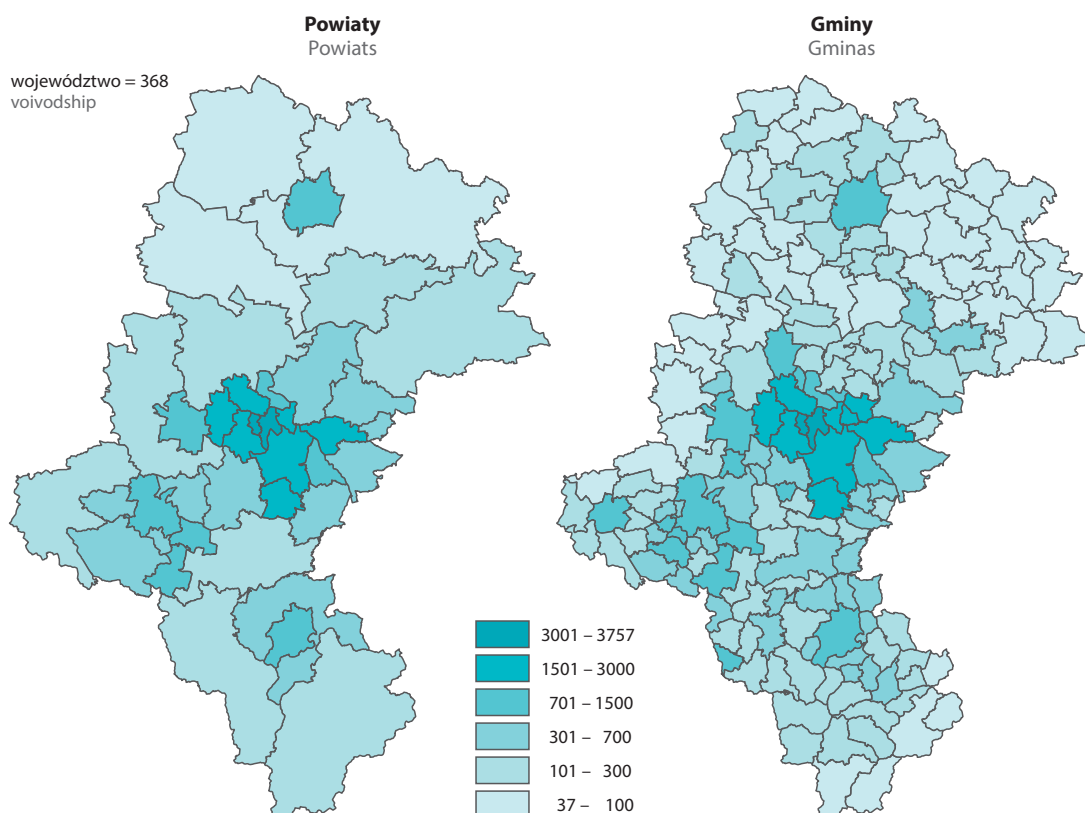 Powiaty
Powiats
Gminy
Gminas
województwo = 368
voivodship
3001 – 3757
1501 – 3000
701 – 1500
301 – 700
101 – 300
37 – 100